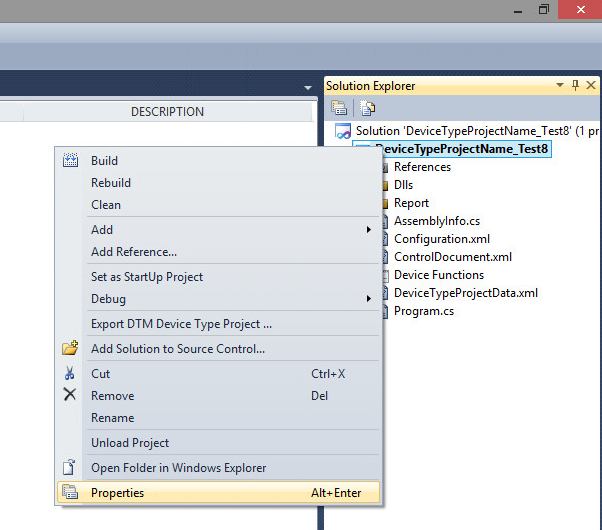 Solution Explorer
DESCRIPTION
Solution 'DeviceTypeProjectName_Test8' (1 pr
DeviceTypeProjectName_Test8
References
Dlls
Report
AssemblyInfo.cs
Configuration.xml
ControlDocument.xml
Device Functions
DeviceTypeProjectData.xml
Program.cs
Build
Rebuild
Clean
Add
Add Reference...
Set as StartUp Project
Debug
Export DTM Device Type Project ...
Add Solution to Source Control...
Cut Ctrl+X
Remove Del
Rename
Unload Project
Open Folder in Windows Explorer
Properties Alt+Enter